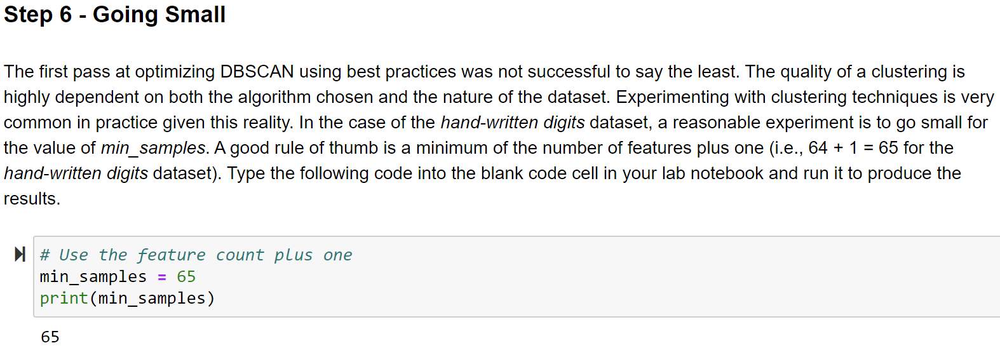 Step 6 - Going Small
The first pass at optimizing DBSCAN using best practices was not successful to say the least. The quality of a clustering is
highly dependent on both the algorithm chosen and the nature of the dataset. Experimenting with clustering techniques is very
common in practice given this reality. In the case of the hand-written digits dataset, a reasonable experiment is to go small for
the value of min_samples. A good rule of thumb is a minimum of the number of features plus one (i.e., 64 + 1 = 65 for the
hand-written digits dataset). Type the following code into the blank code cell in your lab notebook and run it to produce the
results.
# Use the feature count plus one
min_samples = 65
print(min_samples)
65